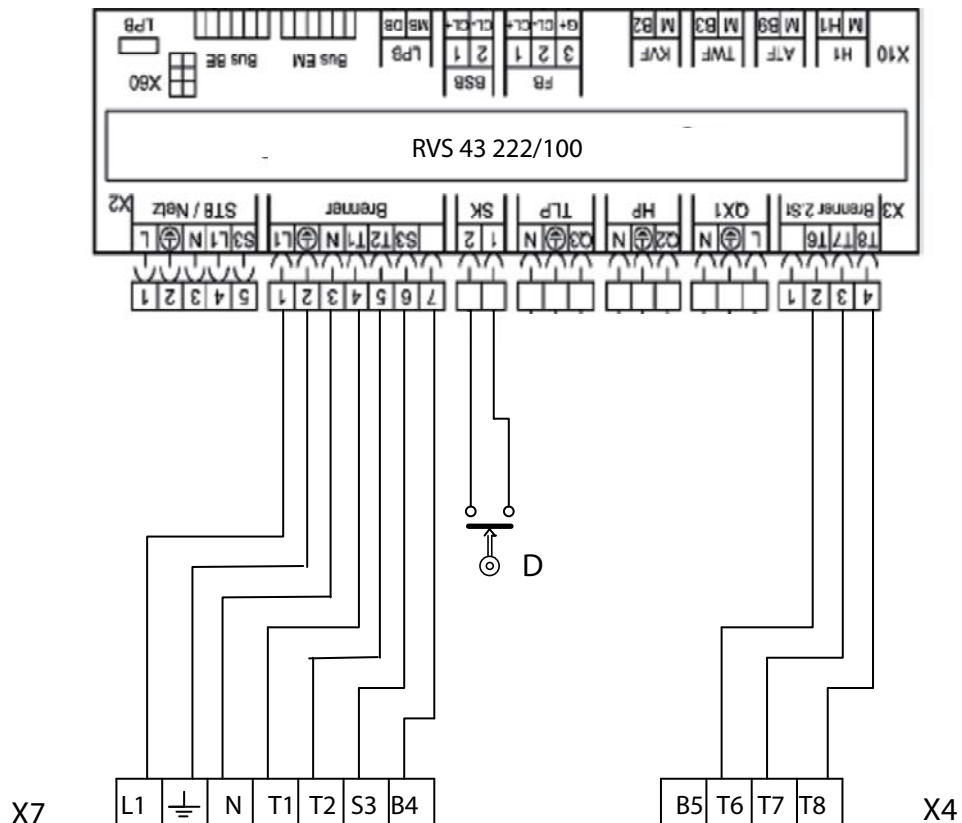 LPB DB MB CL+ CL- CL+ CL- G+ B2 M B3 M B9 M H1 M
Bus BE Bus EM LPB 1 2 1 2 3 KVF TWF ATF H1 X10
X60 BSB FB
RVS 43 222/100
X2 STB / Netz Brenner SK TLP HP QX1 Brenner 2.St X3
L N L1 S3 L1 N T1 T2 S3 2 1 N Q3 N Q2 N L T6 T7 T8
1 2 3 4 5 1 2 3 4 5 6 7 1 2 3 4
D
X7 L1 N T1 T2 S3 B4 B5 T6 T7 T8 X4